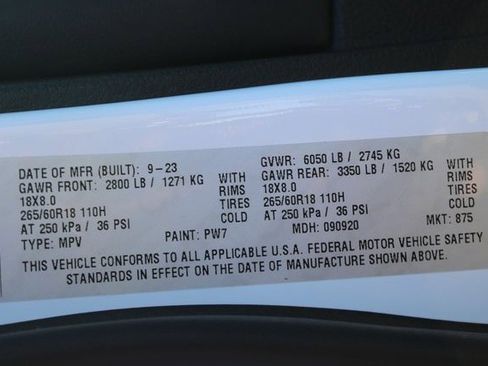 DATE OF MFR (BUILT): 9-23 GVWR: 6050 LB / 2745 KG
GAWR FRONT: 2800 LB / 1271 KG WITH GAWR REAR: 3350 LB / 1520 KG WITH
18X8.0 RIMS 18X8.0 RIMS
265/60R18 110H TIRES 265/60R18 110H TIRES
AT 250 kPa / 36 PSI COLD AT 250 kPa / 36 PSI COLD
TYPE: MPV PAINT: PW7 MDH: 090920 MKT: 875
THIS VEHICLE CONFORMS TO ALL APPLICABLE U.S.A. FEDERAL MOTOR VEHICLE SAFETY
STANDARDS IN EFFECT ON THE DATE OF MANUFACTURE SHOWN ABOVE.